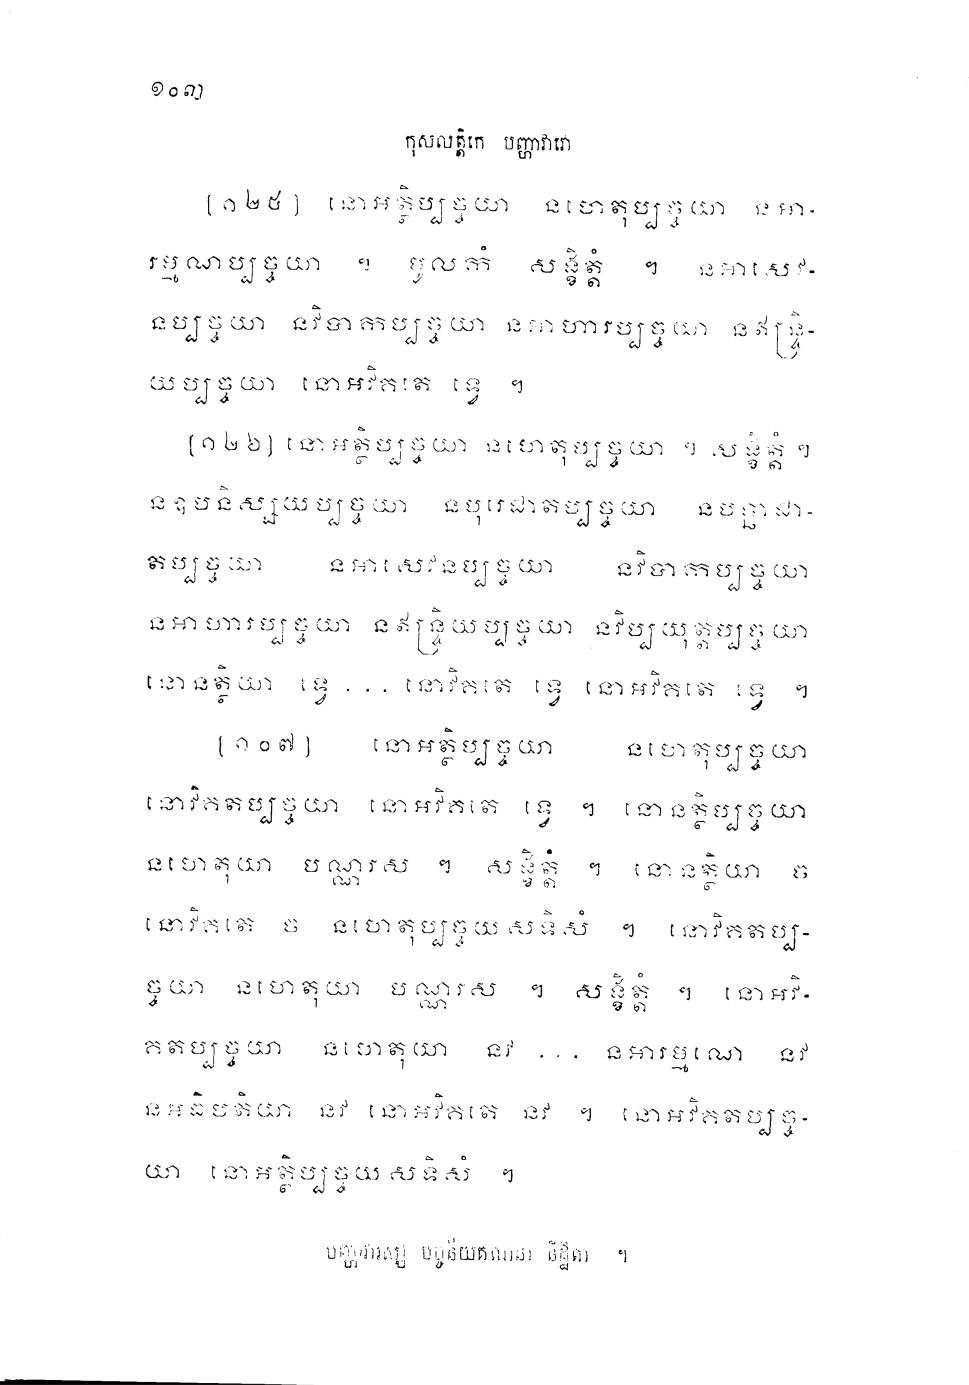 ១០៣
កុសលត្តិកេ បញ្ហាវារោ
[១២៥] នោអត្ថិប្បច្ចយា នហេតុប្បច្ចយា នអា-
រម្មណប្បច្ចយា ។ មូលកំ សង្ខិត្តំ ។ នអាសេវ-
នប្បច្ចយា នវិបាកប្បច្ចយា នអាហារប្បច្ចយា នឥន្ទ្រិ-
យប្បច្ចយា នោអវិគតេ ទ្វេ ។
[១២៦] នោអត្ថិប្បច្ចយា នហេតុប្បច្ចយា ។ សង្ខិត្តំ ។
នឧបនិស្សយប្បច្ចយា នបុរេជាតប្បច្ចយា នបច្ឆាជា-
តប្បច្ចយា នអាសេវនប្បច្ចយា នវិបាកប្បច្ចយា
នអាហារប្បច្ចយា នឥន្ទ្រិយប្បច្ចយា នវិប្បយុត្តប្បច្ចយា
នោនត្ថិយា ទ្វេ ... នោវិគតេ ទ្វេ នោអវិគតេ ទ្វេ ។
[១០៧] នោអត្ថិប្បច្ចយា នហេតុប្បច្ចយា
នោវិគតប្បច្ចយា នោអវិគតេ ទ្វេ ។ នោនត្ថិប្បច្ចយា
នហេតុយា បណ្ណរស ។ សង្ខិត្តំ ។ នោនត្ថិយា ច
នោវិគតេ ច នហេតុប្បច្ចយសទិសំ ។ នោវិគតប្ប-
ច្ចយា នហេតុយា បណ្ណរស ។ សង្ខិត្តំ ។ នោអវិ-
គតប្បច្ចយា នហេតុយា នវ ... នអារម្មណេ នវ
នអធិបតិយា នវ នោអវិគតេ នវ ។ នោអវិគតប្បច្ច-
យា នោអត្ថិប្បច្ចយសទិសំ ។
បញ្ហាវារស្ស បច្ចនីយគណនា និដ្ឋិតា ។